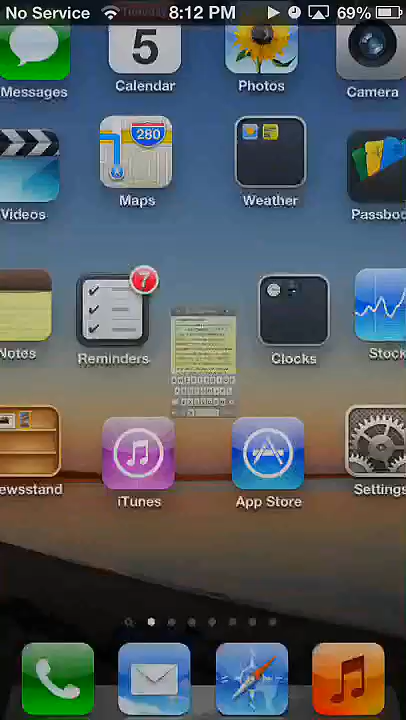 No Service 8:12 PM 69%
Tuesday
5
Messages Calendar Photos Camera
280
Videos Maps Weather Passboo
7
Notes Reminders Clocks Stock
ewsstand iTunes App Store Settings